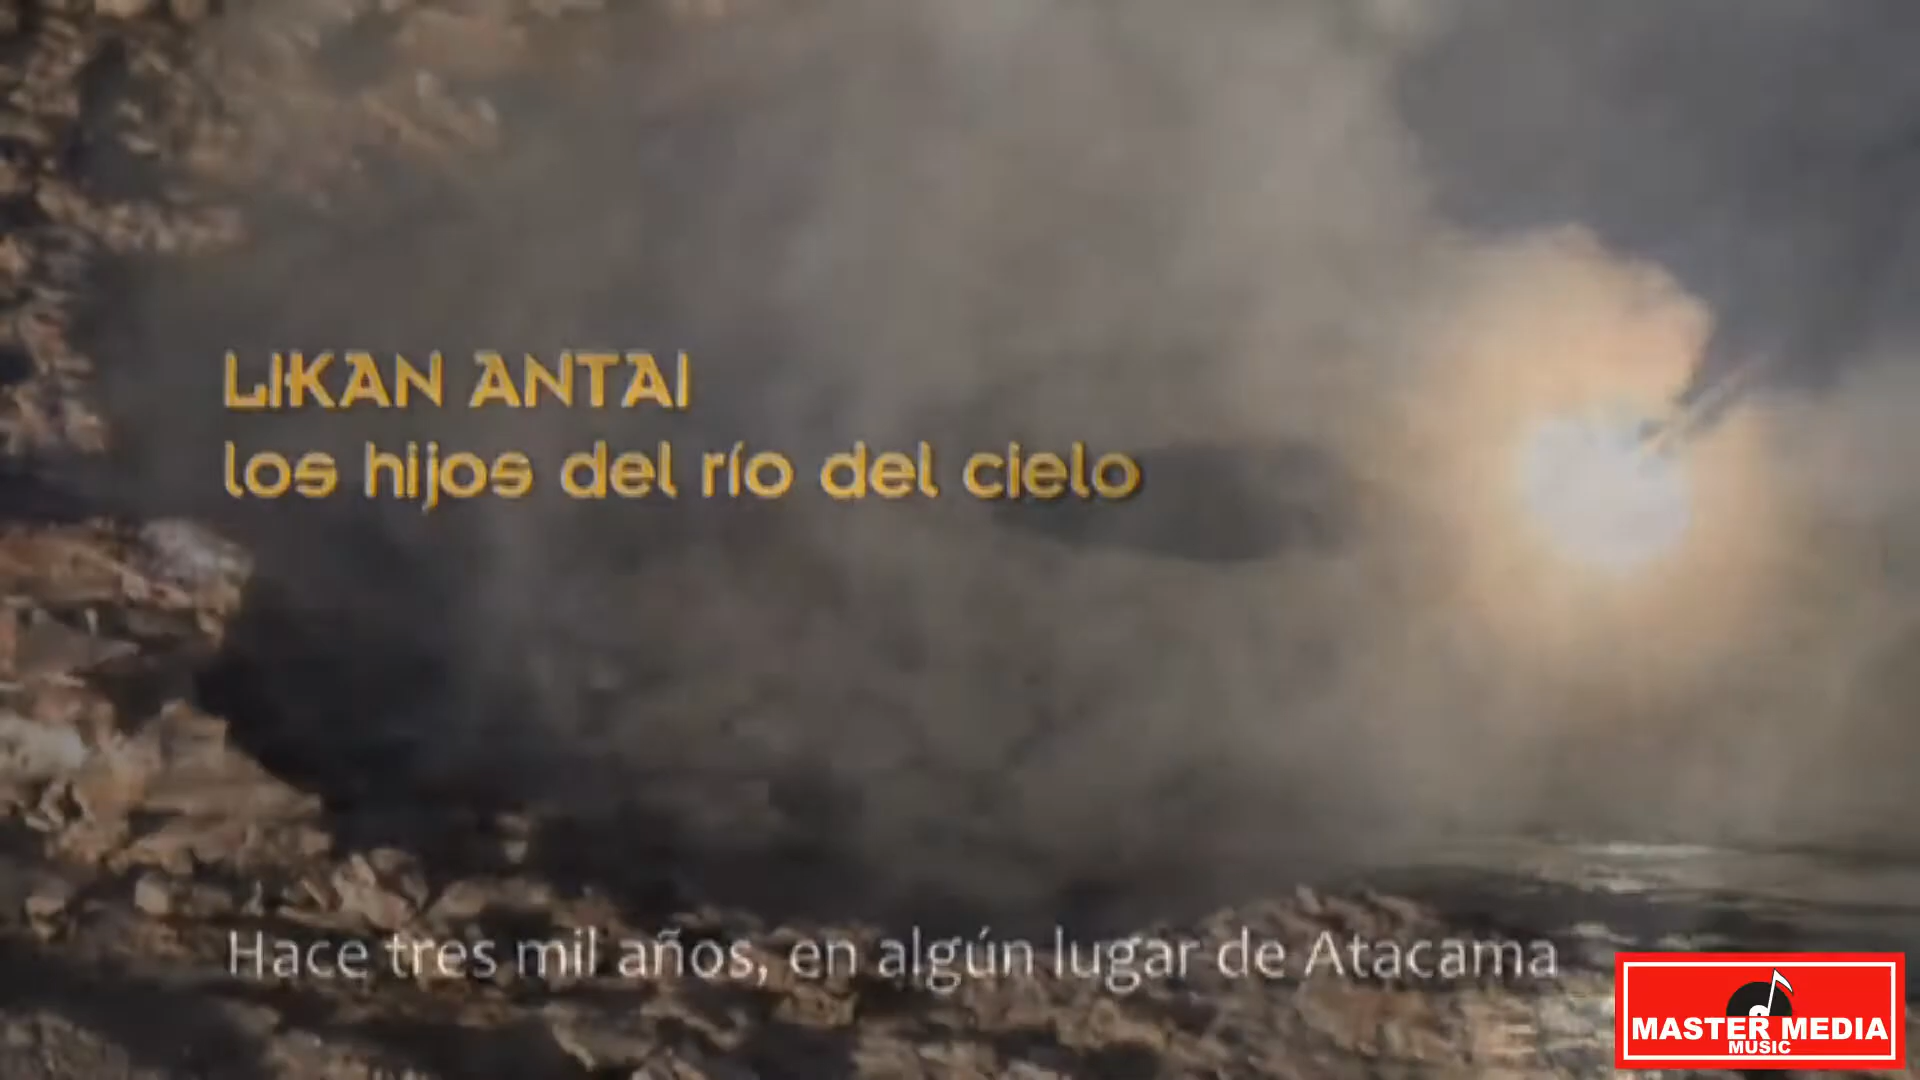 LIKAN ANTAI
los hijos del río del cielo
Hace tres mil años, en algún lugar de Atacama
MASTER MEDIA
MUSIC